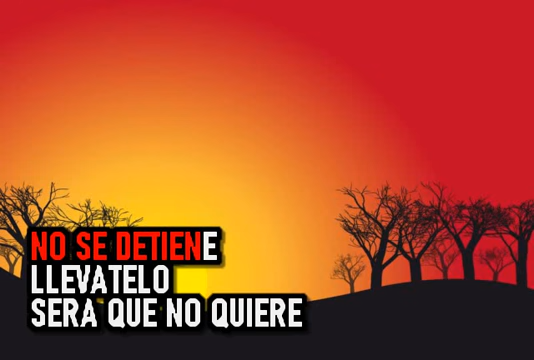 NO SE DETIENE
LLEVATELO
SERA QUE NO QUIERE